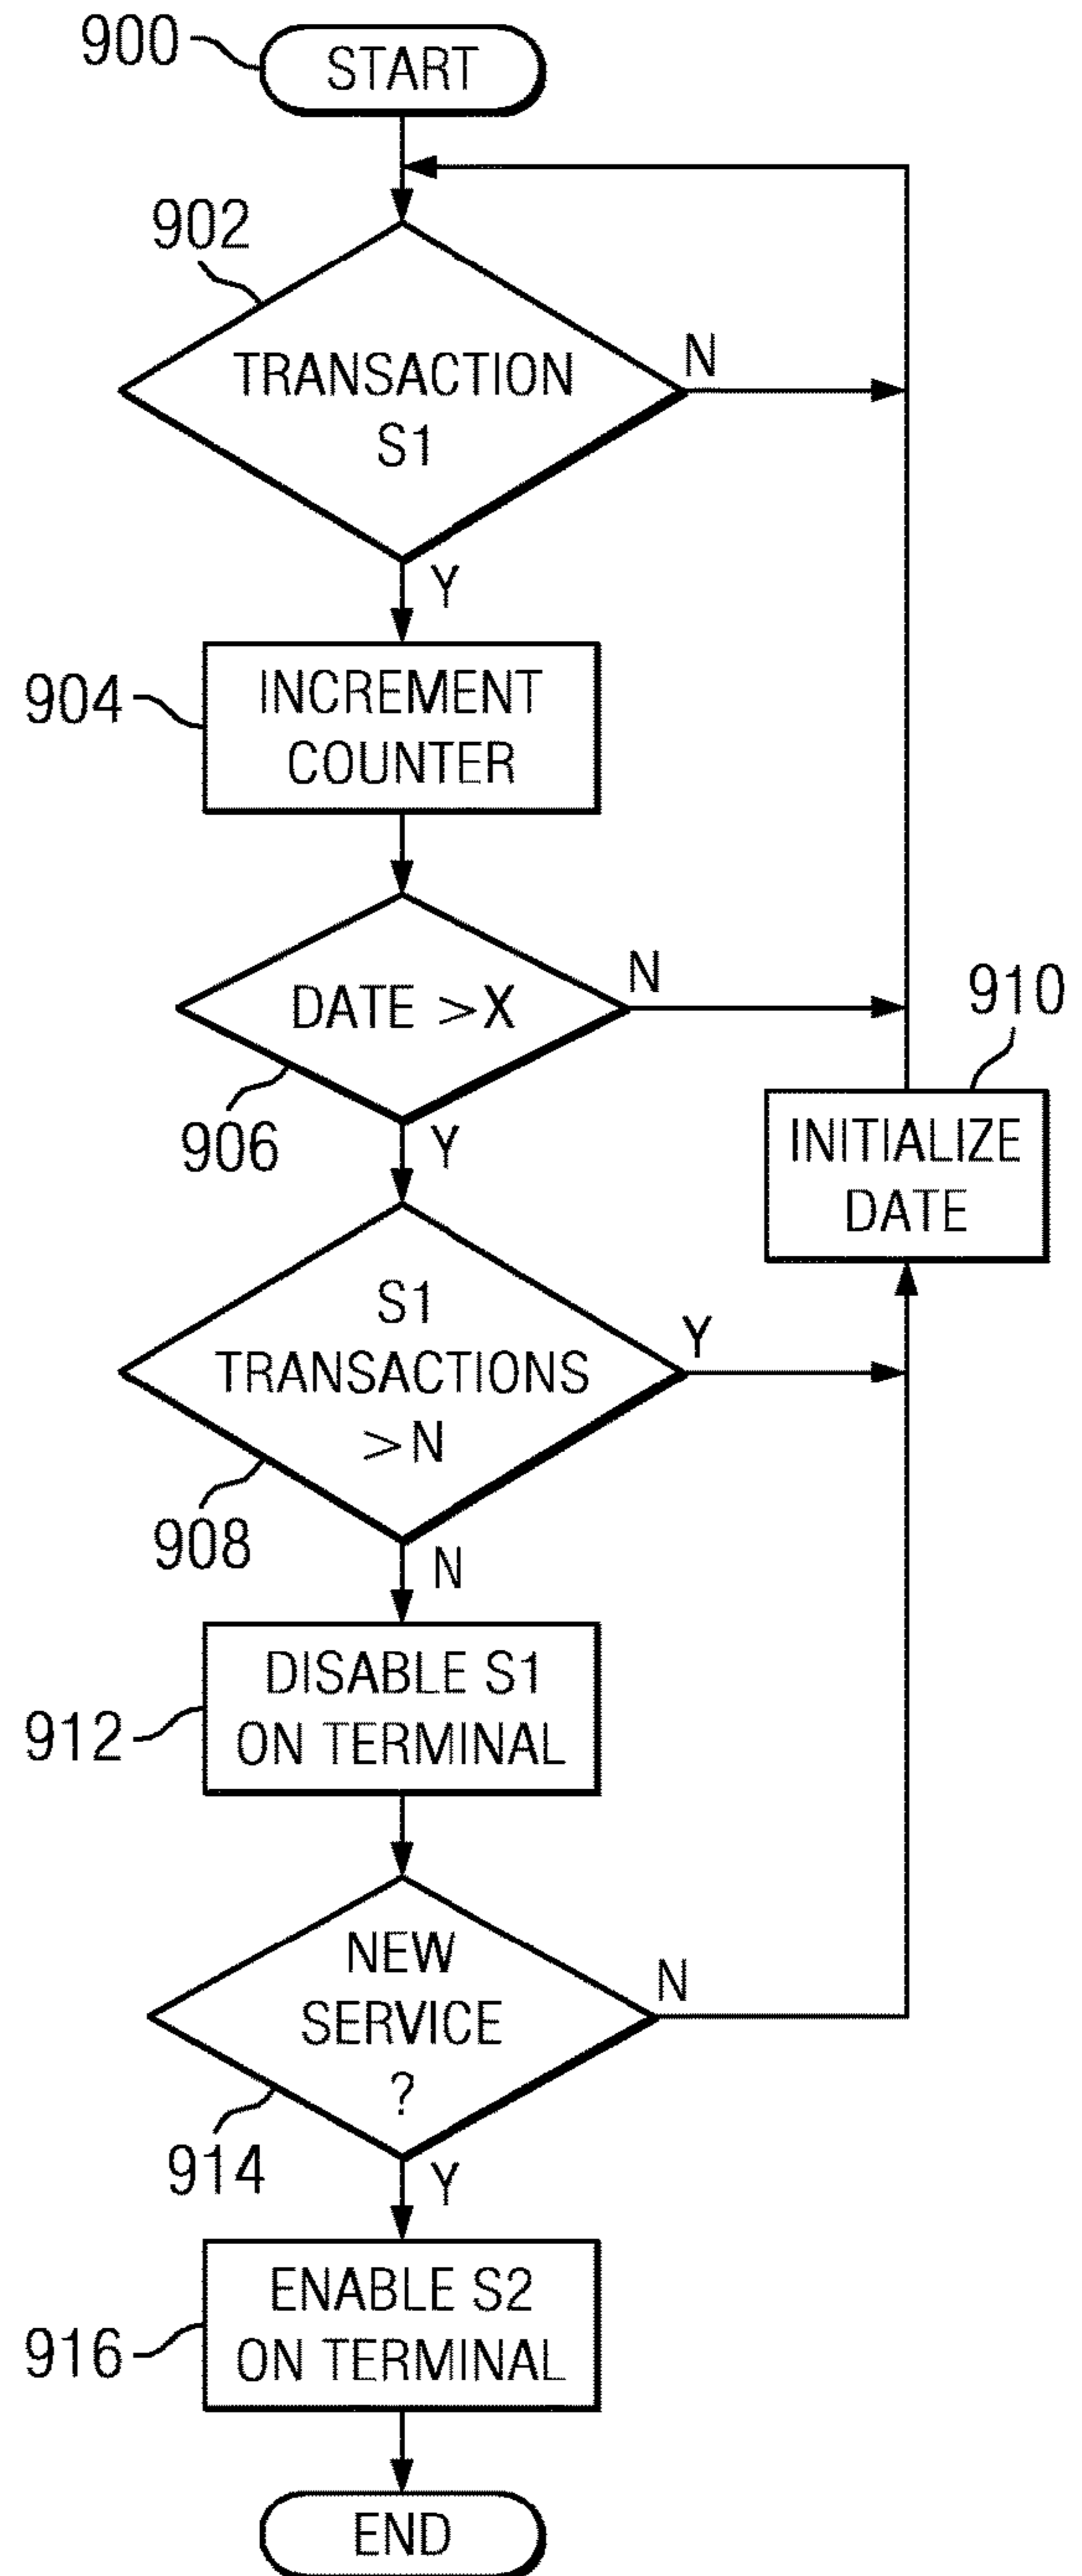 900
START
902
TRANSACTION
S1
N
Y
904
INCREMENT
COUNTER
DATE >X
N
906
Y
910
INITIALIZE
DATE
S1
TRANSACTIONS
>N
Y
908
N
912
DISABLE S1
ON TERMINAL
NEW
SERVICE
?
N
914
Y
916
ENABLE S2
ON TERMINAL
END